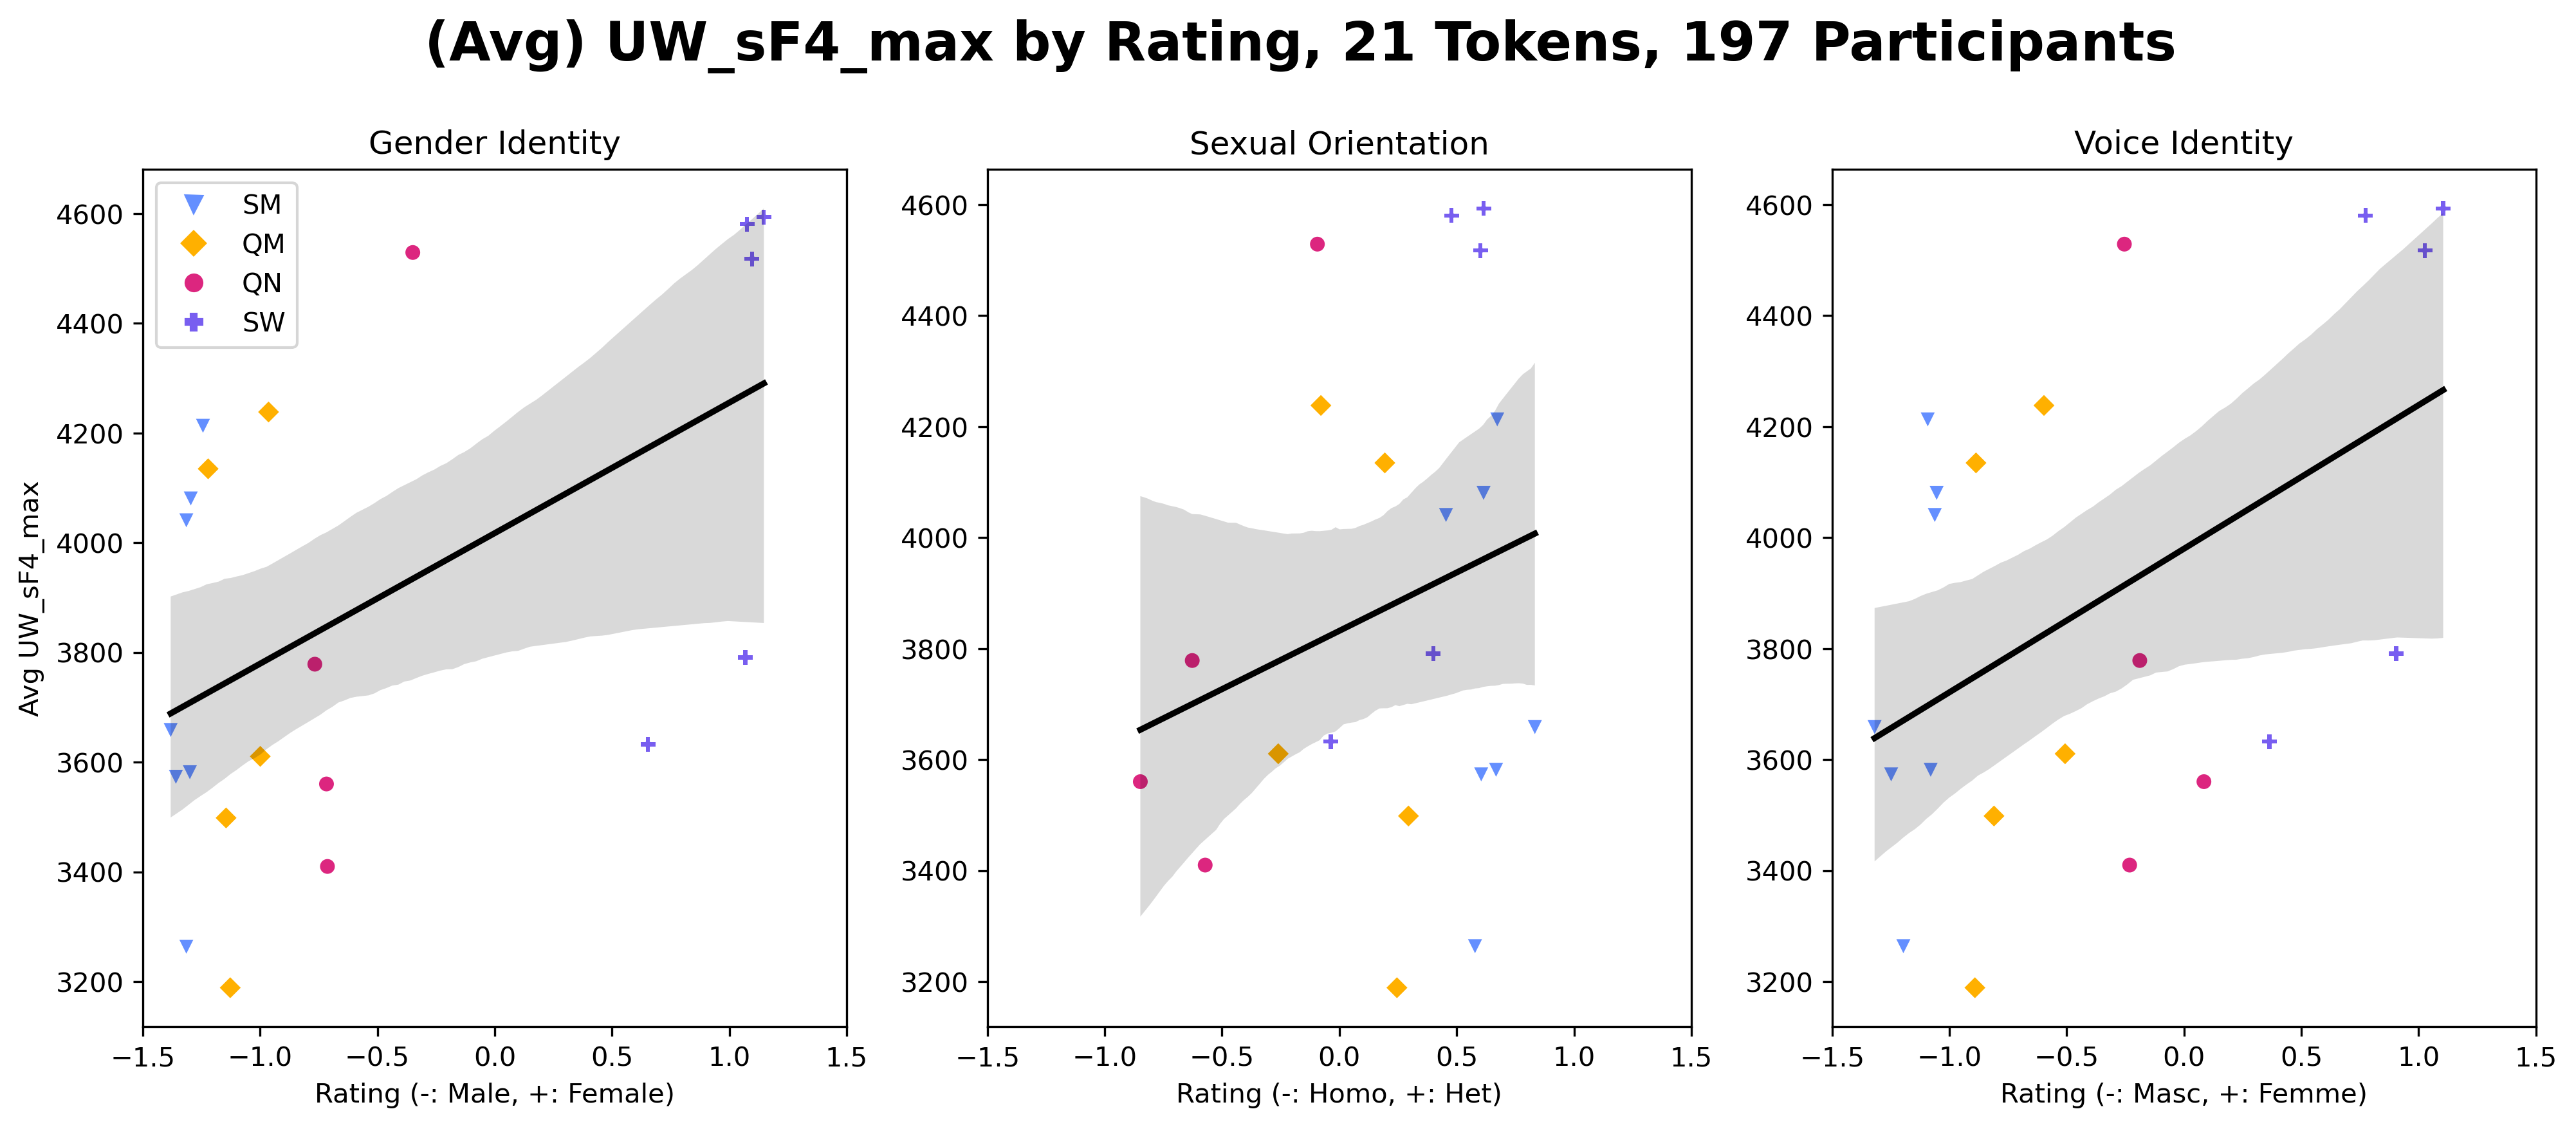 (Avg) UW_sF4_max by Rating, 21 Tokens, 197 Participants
Gender Identity
SM
QM
QN
SW
4600
4400
4200
4000
3800
3600
3400
3200
Avg UW_sF4_max
−1.5 −1.0 −0.5 0.0 0.5 1.0 1.5
Rating (-: Male, +: Female)
Sexual Orientation
4600
4400
4200
4000
3800
3600
3400
3200
−1.5 −1.0 −0.5 0.0 0.5 1.0 1.5
Rating (-: Homo, +: Het)
Voice Identity
4600
4400
4200
4000
3800
3600
3400
3200
−1.5 −1.0 −0.5 0.0 0.5 1.0 1.5
Rating (-: Masc, +: Femme)